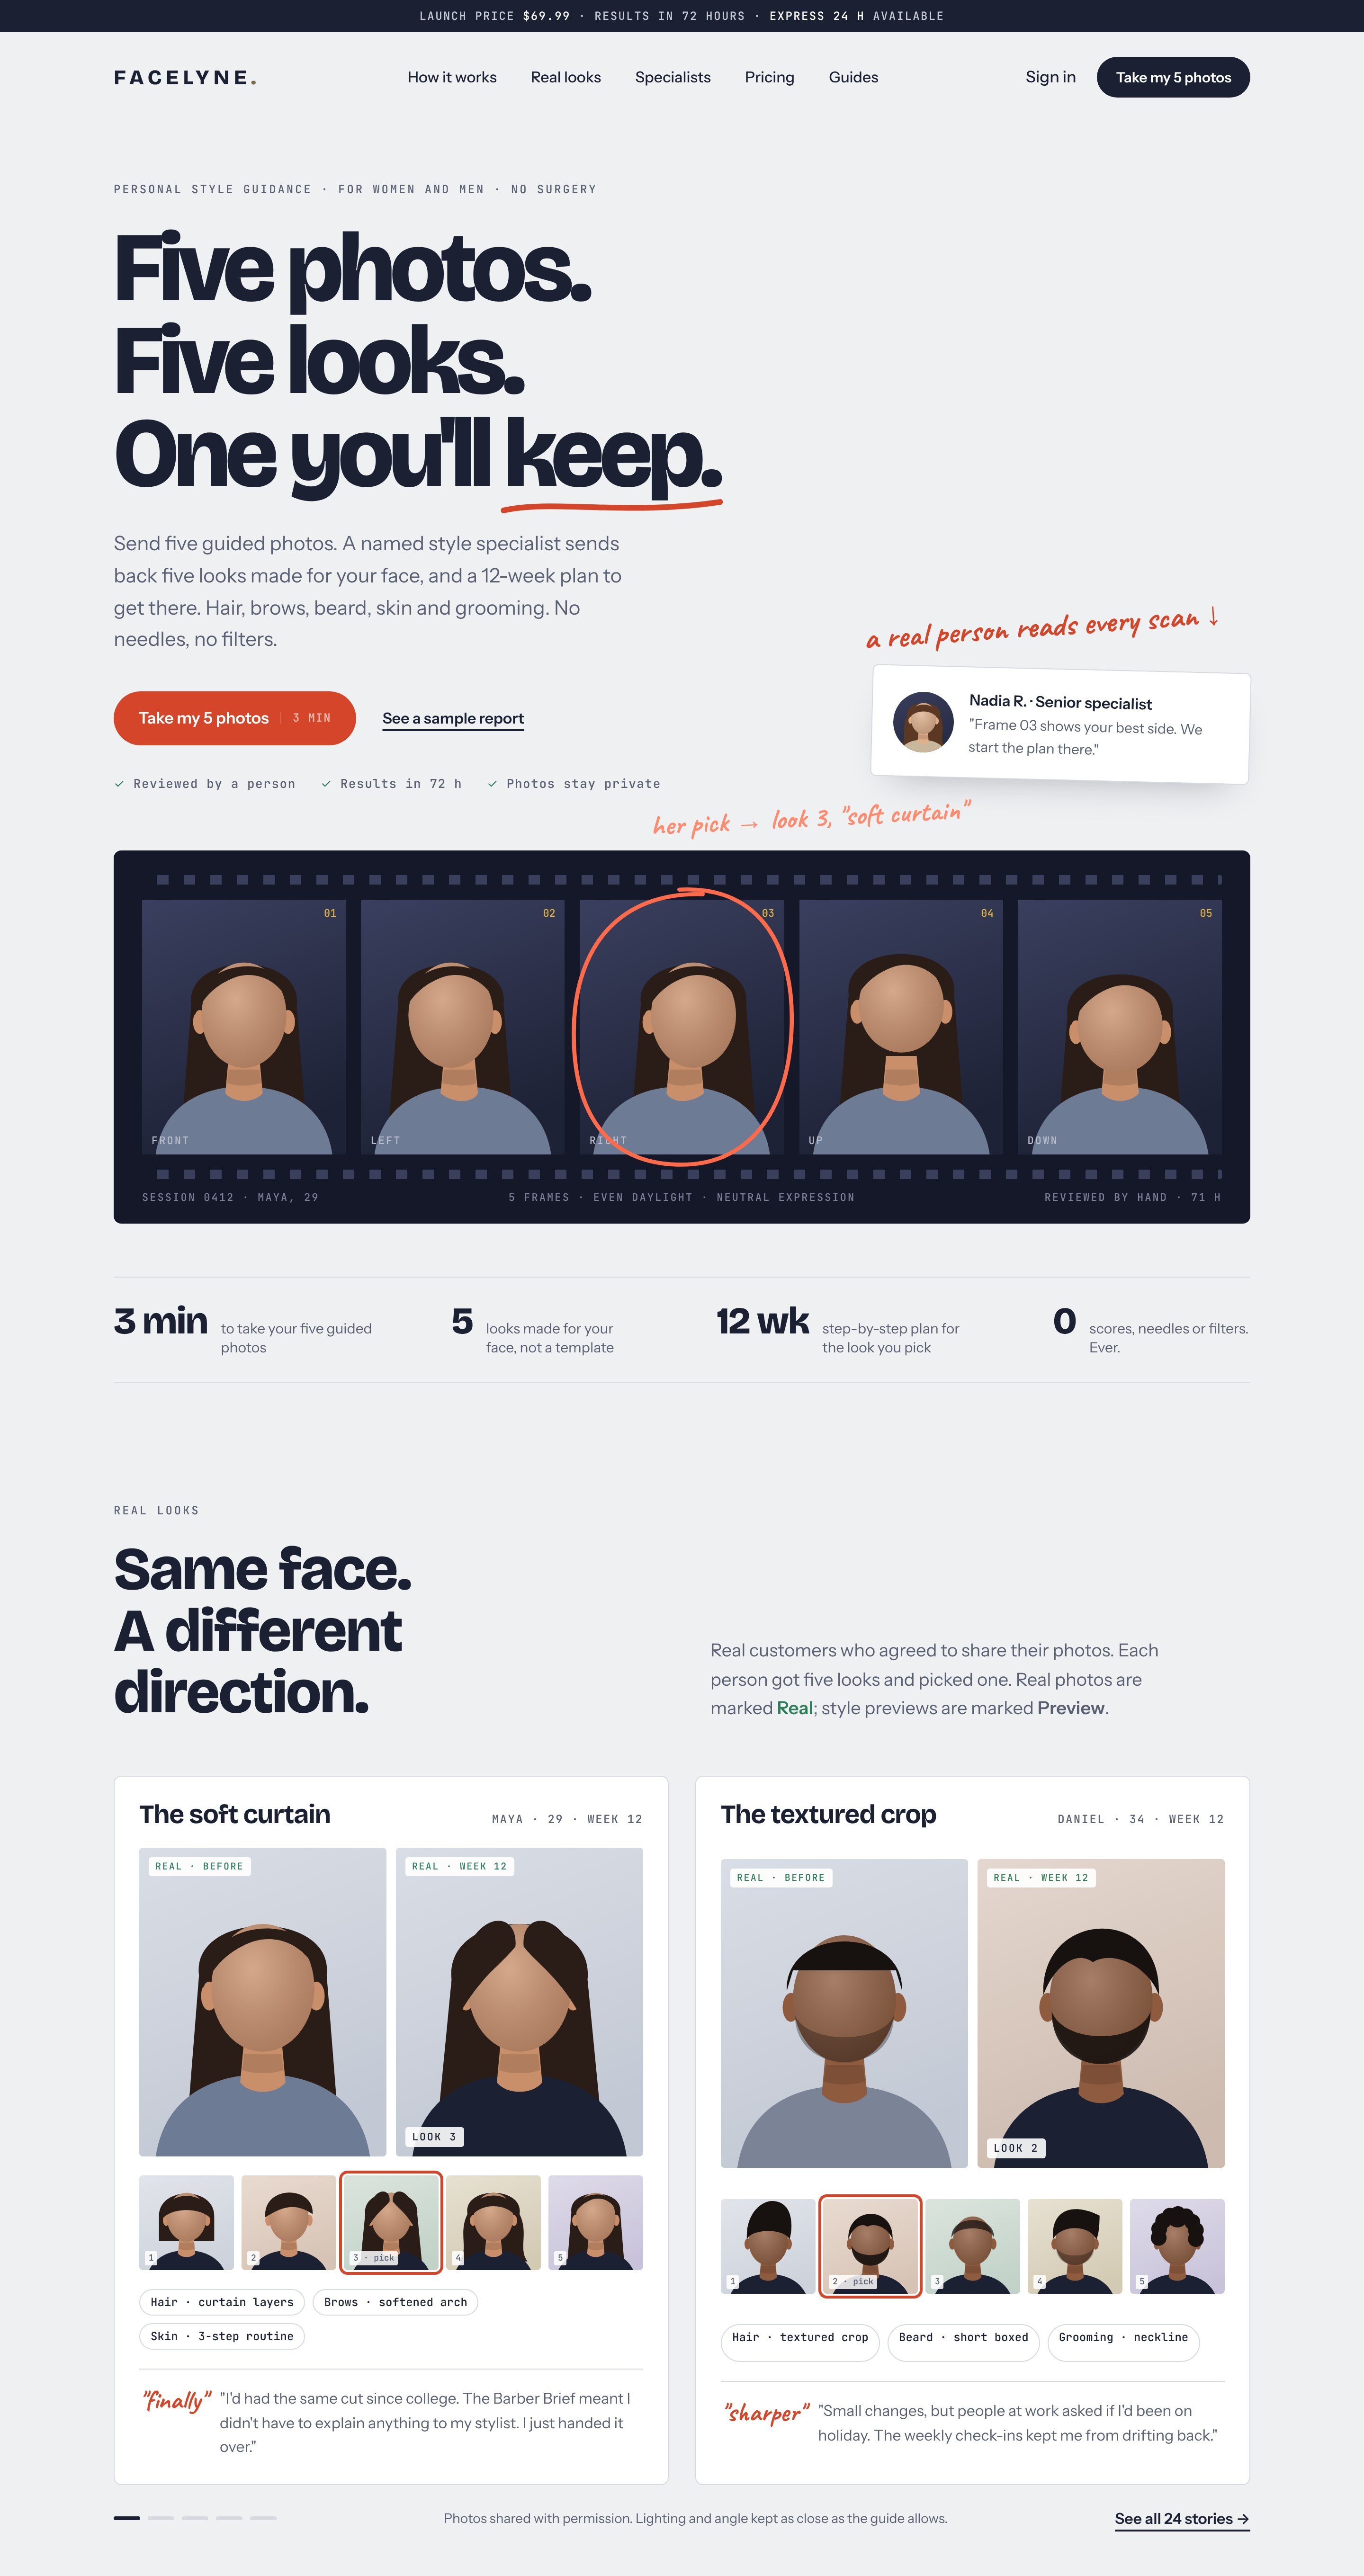 LAUNCH PRICE $69.99 · RESULTS IN 72 HOURS · EXPRESS 24 H AVAILABLE
FACELYNE.
How it works
Real looks
Specialists
Pricing
Guides
Sign in
Take my 5 photos
PERSONAL STYLE GUIDANCE · FOR WOMEN AND MEN · NO SURGERY
Five photos.
Five looks.
One you'll keep.
Send five guided photos. A named style specialist sends
back five looks made for your face, and a 12-week plan to
get there. Hair, brows, beard, skin and grooming. No
needles, no filters.
Take my 5 photos | 3 MIN
See a sample report
✓ Reviewed by a person
✓ Results in 72 h
✓ Photos stay private
a real person reads every scan ↓
Nadia R. · Senior specialist
"Frame 03 shows your best side. We
start the plan there."
her pick → look 3, "soft curtain"
01
02
03
04
05
FRONT
LEFT
RIGHT
UP
DOWN
SESSION 0412 · MAYA, 29
5 FRAMES · EVEN DAYLIGHT · NEUTRAL EXPRESSION
REVIEWED BY HAND · 71 H
3 min
to take your five guided
photos
5
looks made for your
face, not a template
12 wk
step-by-step plan for
the look you pick
0
scores, needles or filters.
Ever.
REAL LOOKS
Same face.
A different
direction.
Real customers who agreed to share their photos. Each
person got five looks and picked one. Real photos are
marked Real; style previews are marked Preview.
The soft curtain
MAYA · 29 · WEEK 12
REAL · BEFORE
REAL · WEEK 12
LOOK 3
1
2
3 · pick
4
5
Hair · curtain layers
Brows · softened arch
Skin · 3-step routine
"finally"
"I'd had the same cut since college. The Barber Brief meant I
didn't have to explain anything to my stylist. I just handed it
over."
The textured crop
DANIEL · 34 · WEEK 12
REAL · BEFORE
REAL · WEEK 12
LOOK 2
1
2 · pick
3
4
5
Hair · textured crop
Beard · short boxed
Grooming · neckline
"sharper"
"Small changes, but people at work asked if I'd been on
holiday. The weekly check-ins kept me from drifting back."
Photos shared with permission. Lighting and angle kept as close as the guide allows.
See all 24 stories →